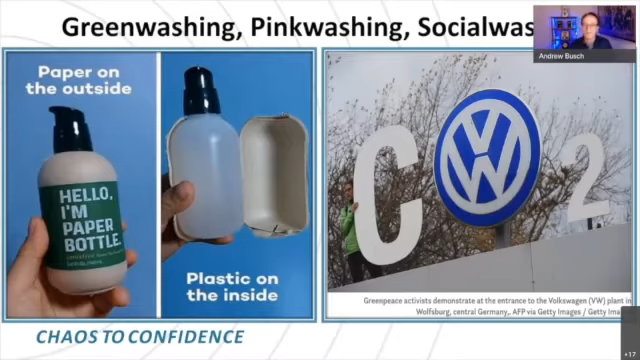 Greenwashing, Pinkwashing, Socialwas
Andrew Busch
Paper on
the outside
HELLO,
I'M
PAPER
BOTTLE.
Plastic on
the inside
C
VW
2
Greenpeace activists demonstrate at the entrance to the Volkswagen (VW) plant in
Wolfsburg, central Germany,. AFP via Getty Images / Getty Ima
CHAOS TO CONFIDENCE
+17